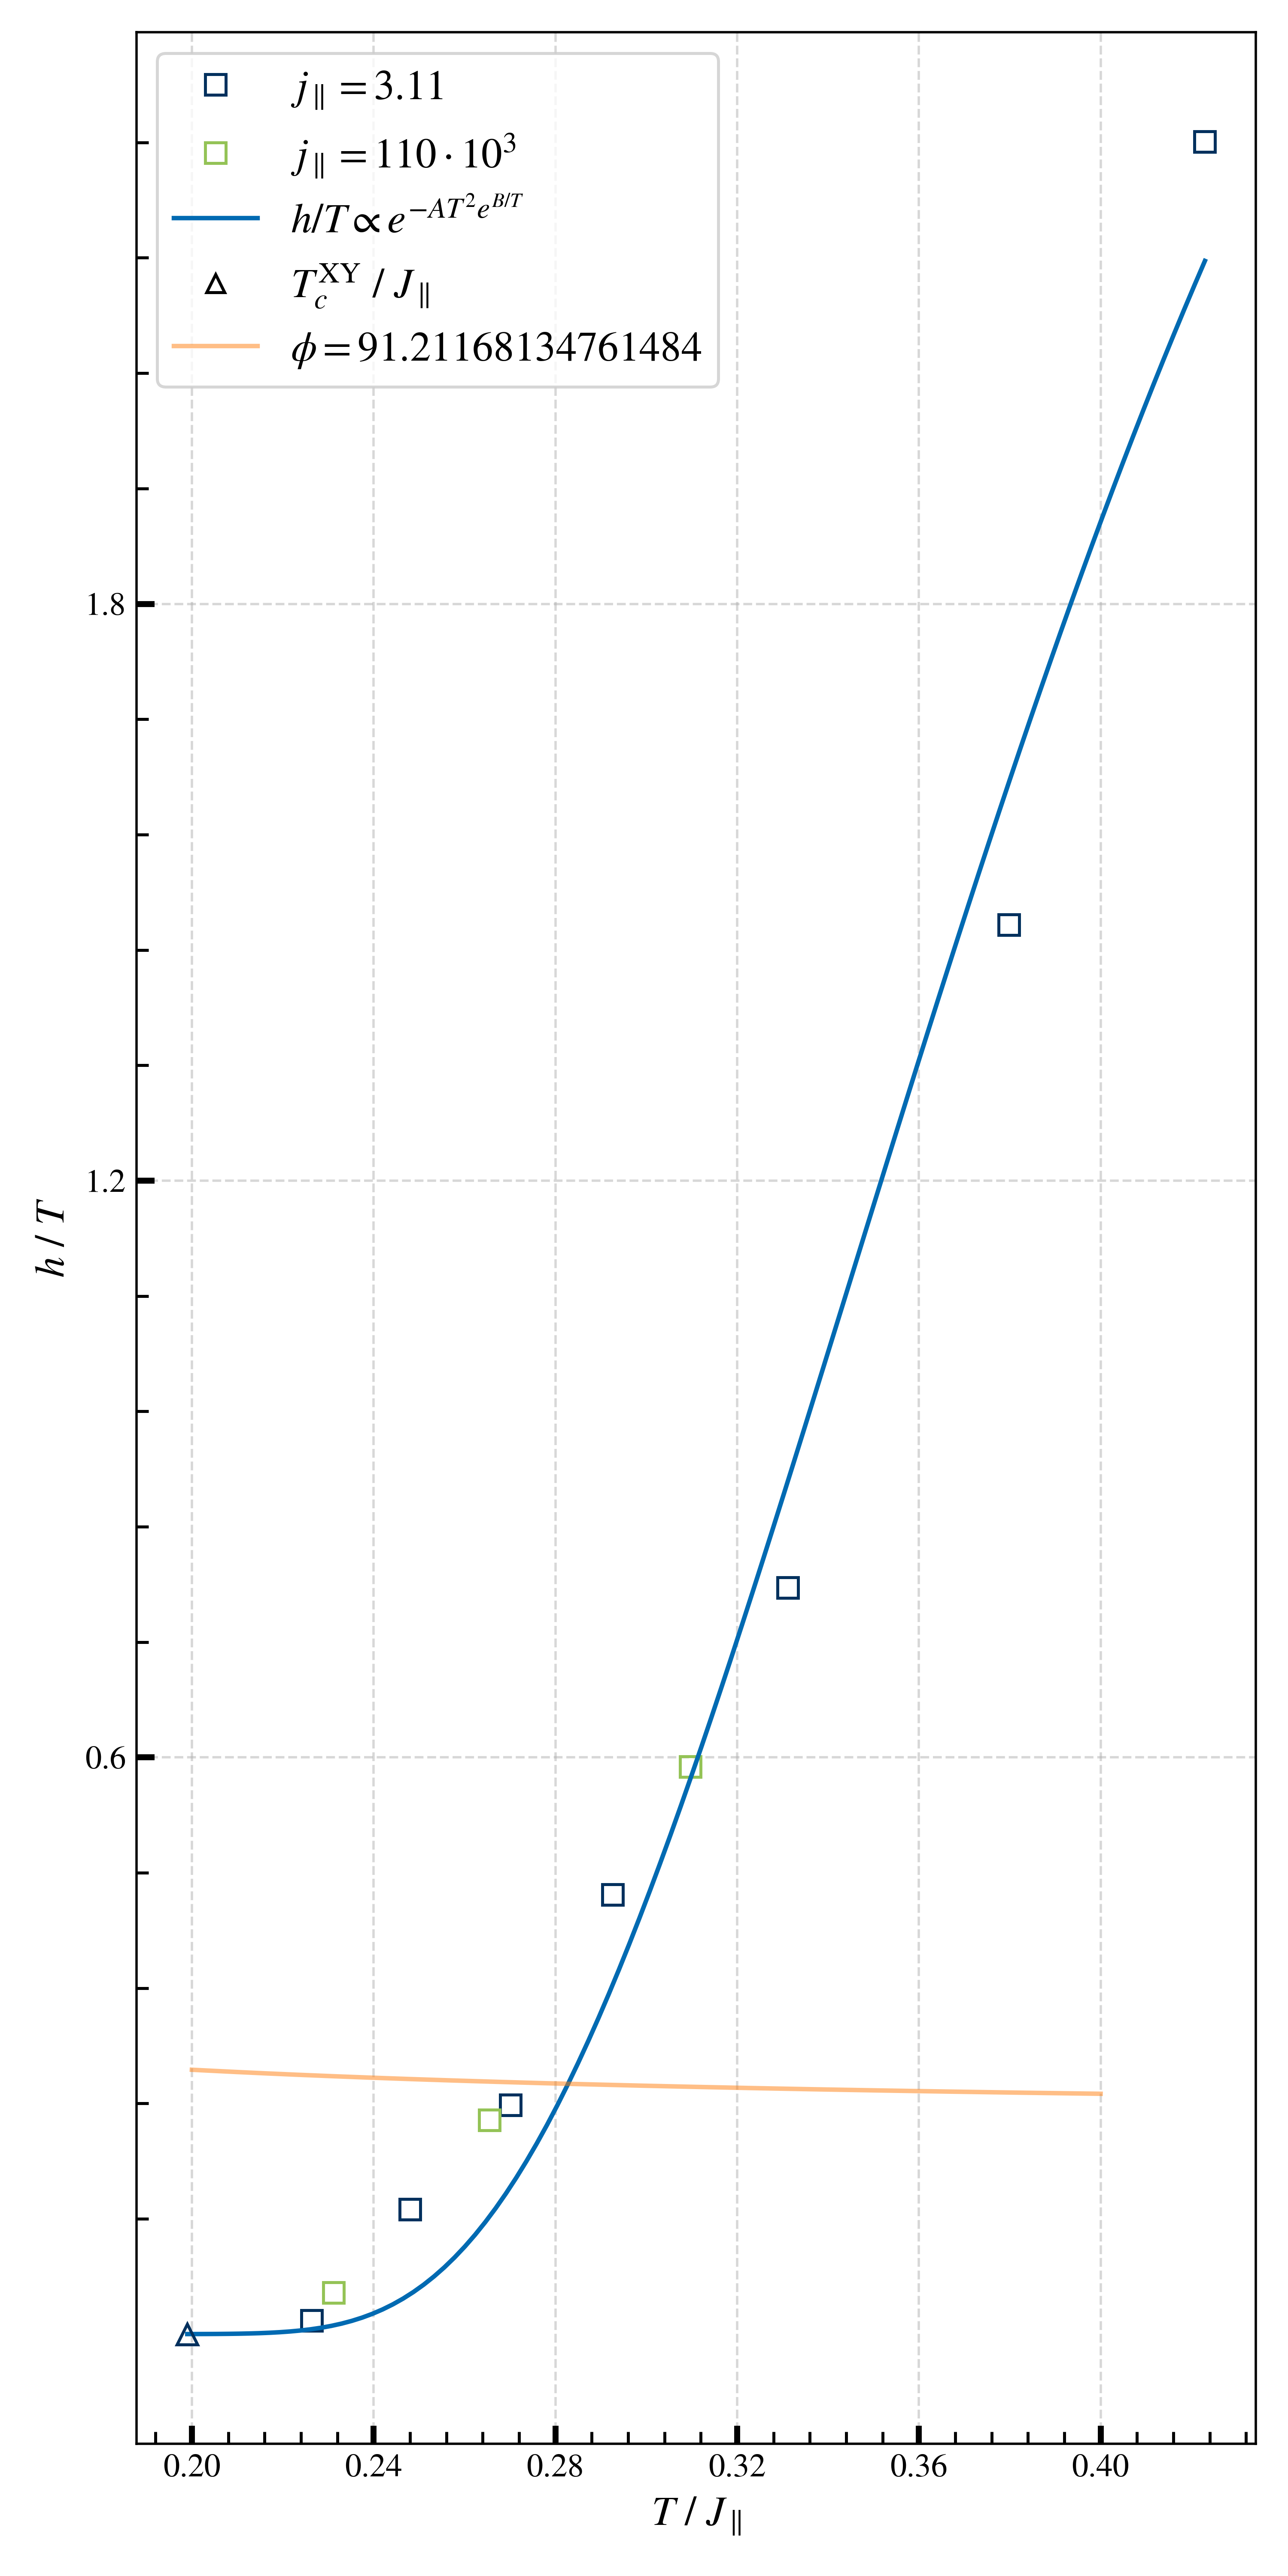 j∥ = 3.11
j∥ = 110 · 10³
h/T ∝ e^{−AT² e^{B/T}}
T_c^{XY} / J∥
ϕ = 91.21168134761484
1.8
1.2
0.6
h / T
0.20 0.24 0.28 0.32 0.36 0.40
T / J∥